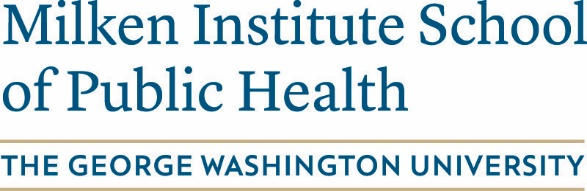 Milken Institute School
of Public Health
THE GEORGE WASHINGTON UNIVERSITY